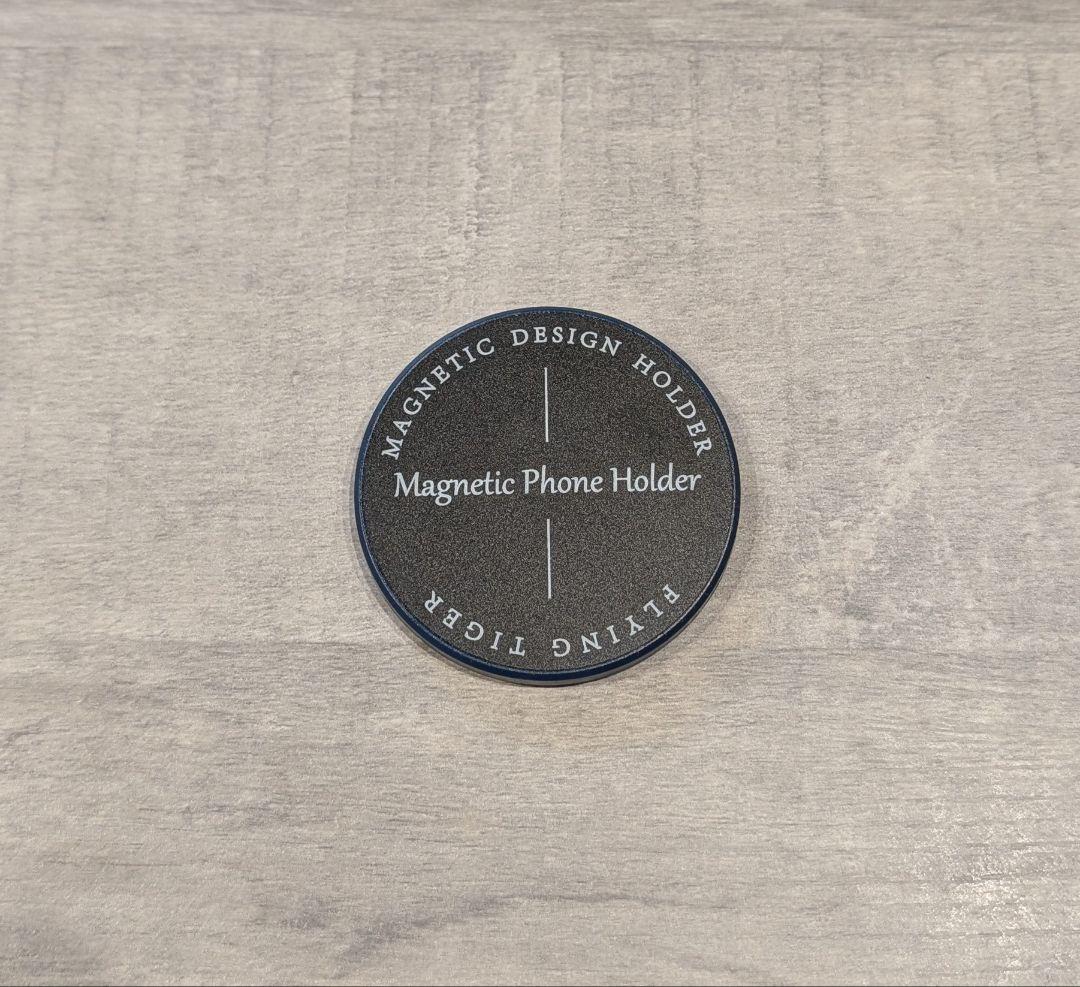 MAGNETIC DESIGN HOLDER
Magnetic Phone Holder
FLYING TIGER